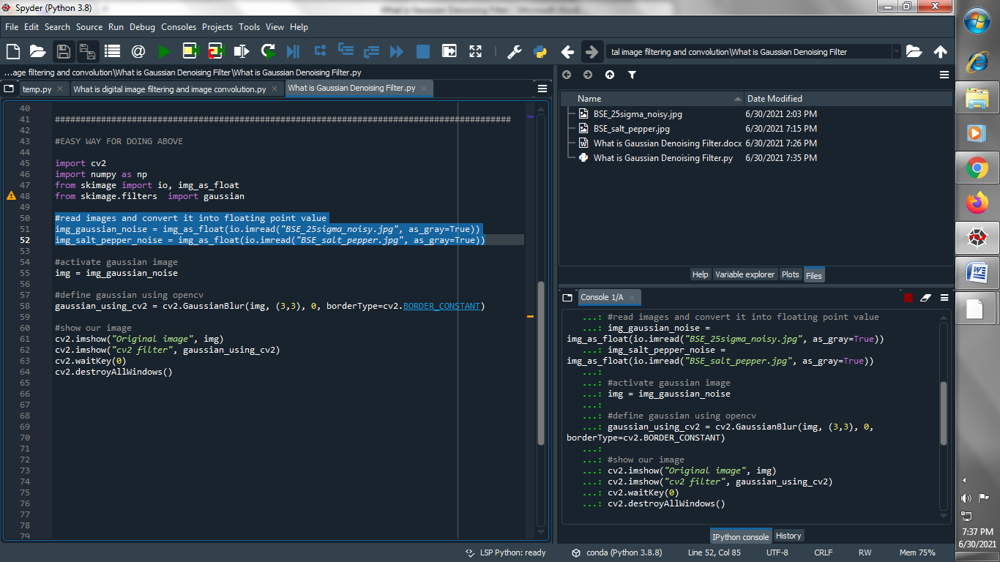 Spyder (Python 3.8)
File Edit Search Source Run Debug Consoles Projects Tools View Help
tal image filtering and convolution\What is Gaussian Denoising Filter
...age filtering and convolution\What is Gaussian Denoising Filter\What is Gaussian Denoising Filter.py
temp.py What is digital image filtering and image convolution.py What is Gaussian Denoising Filter.py
40
41 #########################################################################################
42
43 #EASY WAY FOR DOING ABOVE
44
45 import cv2
46 import numpy as np
47 from skimage import io, img_as_float
48 from skimage.filters  import gaussian
49
50 #read images and convert it into floating point value
51 img_gaussian_noise = img_as_float(io.imread("BSE_25sigma_noisy.jpg", as_gray=True))
52 img_salt_pepper_noise = img_as_float(io.imread("BSE_salt_pepper.jpg", as_gray=True))
53
54 #activate gaussian image
55 img = img_gaussian_noise
56
57 #define gaussian using opencv
58 gaussian_using_cv2 = cv2.GaussianBlur(img, (3,3), 0, borderType=cv2.BORDER_CONSTANT)
59
60 #show our image
61 cv2.imshow("Original image", img)
62 cv2.imshow("cv2 filter", gaussian_using_cv2)
63 cv2.waitKey(0)
64 cv2.destroyAllWindows()
65
66
67
68
69
70
71
72
73
74
75
76
77
78
79
Name Date Modified
BSE_25sigma_noisy.jpg 6/30/2021 2:03 PM
BSE_salt_pepper.jpg 6/30/2021 7:15 PM
What is Gaussian Denoising Filter.docx 6/30/2021 7:26 PM
What is Gaussian Denoising Filter.py 6/30/2021 7:35 PM
Help Variable explorer Plots Files
Console 1/A
...: #read images and convert it into floating point value
...: img_gaussian_noise =
img_as_float(io.imread("BSE_25sigma_noisy.jpg", as_gray=True))
...: img_salt_pepper_noise =
img_as_float(io.imread("BSE_salt_pepper.jpg", as_gray=True))
...:
...: #activate gaussian image
...: img = img_gaussian_noise
...:
...: #define gaussian using opencv
...: gaussian_using_cv2 = cv2.GaussianBlur(img, (3,3), 0,
borderType=cv2.BORDER_CONSTANT)
...:
...: #show our image
...: cv2.imshow("Original image", img)
...: cv2.imshow("cv2 filter", gaussian_using_cv2)
...: cv2.waitKey(0)
...: cv2.destroyAllWindows()
IPython console History
LSP Python: ready conda (Python 3.8.8) Line 52, Col 85 UTF-8 CRLF RW Mem 75%
7:37 PM
6/30/2021